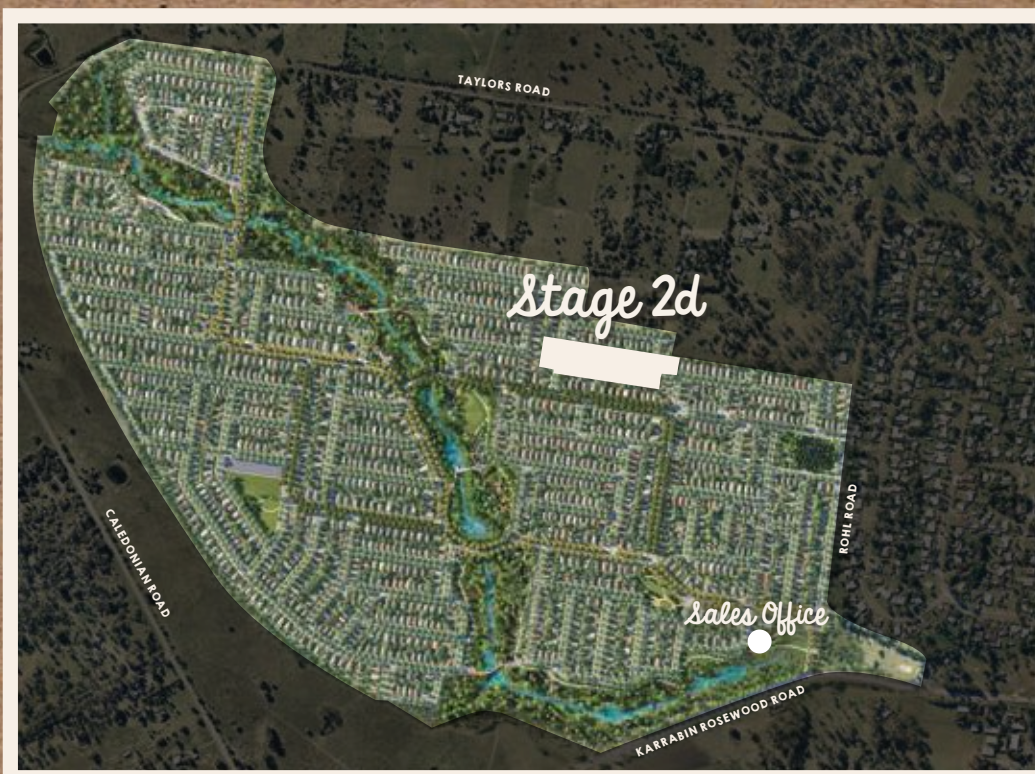 TAYLORS ROAD
Stage 2d
ROHL ROAD
CALEDONIAN ROAD
Sales Office
KARRABIN ROSEWOOD ROAD